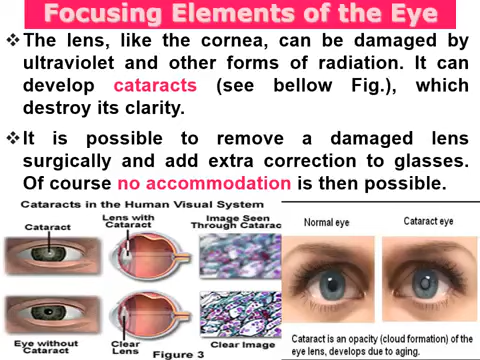 Focusing Elements of the Eye
❖The lens, like the cornea, can be damaged by
ultraviolet and other forms of radiation. It can
develop cataracts (see bellow Fig.), which
destroy its clarity.
❖It is possible to remove a damaged lens
surgically and add extra correction to glasses.
Of course no accommodation is then possible.
Cataracts in the Human Visual System
Cataract
Lens with
Cataract
Image Seen
Through Cataract
Eye without
Cataract
Clear
Lens
Figure 3
Clear Image
Normal eye
Cataract eye
Cataract is an opacity (cloud formation) of the
eye lens, develops due to aging.